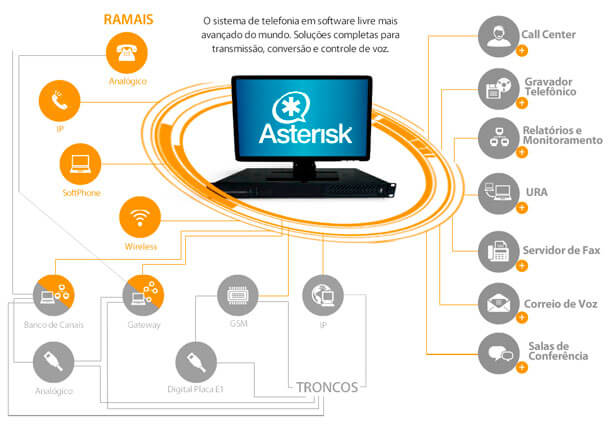 RAMAIS
O sistema de telefonia em software livre mais
avançado do mundo. Soluções completas para
transmissão, conversão e controle de voz.
Analógico
IP
SoftPhone
Wireless
Asterisk
Call Center
Gravador
Telefônico
Relatórios e
Monitoramento
URA
Servidor de Fax
Correio de Voz
Salas de
Conferência
Banco de Canais
Gateway
GSM
IP
Analógico
Digital Placa E1
TRONCOS